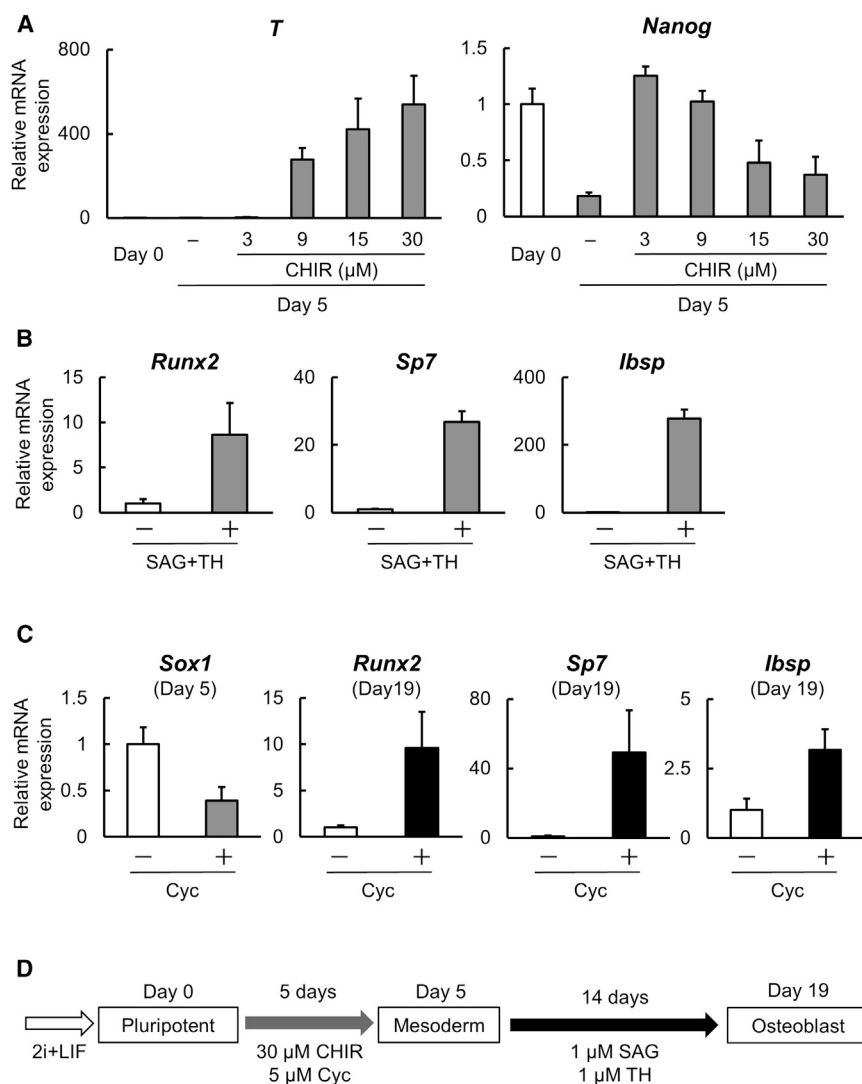 A
T
Nanog
Relative mRNA
expression
800
400
0
1.5
1
0.5
0
Day 0
–
3
9
15
30
CHIR (µM)
Day 5
Day 0
–
3
9
15
30
CHIR (µM)
Day 5
B
Runx2
Sp7
Ibsp
Relative mRNA
expression
15
10
5
0
40
20
0
400
200
0
– +
SAG+TH
– +
SAG+TH
– +
SAG+TH
C
Sox1
(Day 5)
Runx2
(Day19)
Sp7
(Day19)
Ibsp
(Day 19)
Relative mRNA
expression
1.5
1
0.5
0
15
10
5
0
80
40
0
5
2.5
0
– +
Cyc
– +
Cyc
– +
Cyc
– +
Cyc
D
2i+LIF
Day 0
Pluripotent
5 days
30 µM CHIR
5 µM Cyc
Day 5
Mesoderm
14 days
1 µM SAG
1 µM TH
Day 19
Osteoblast